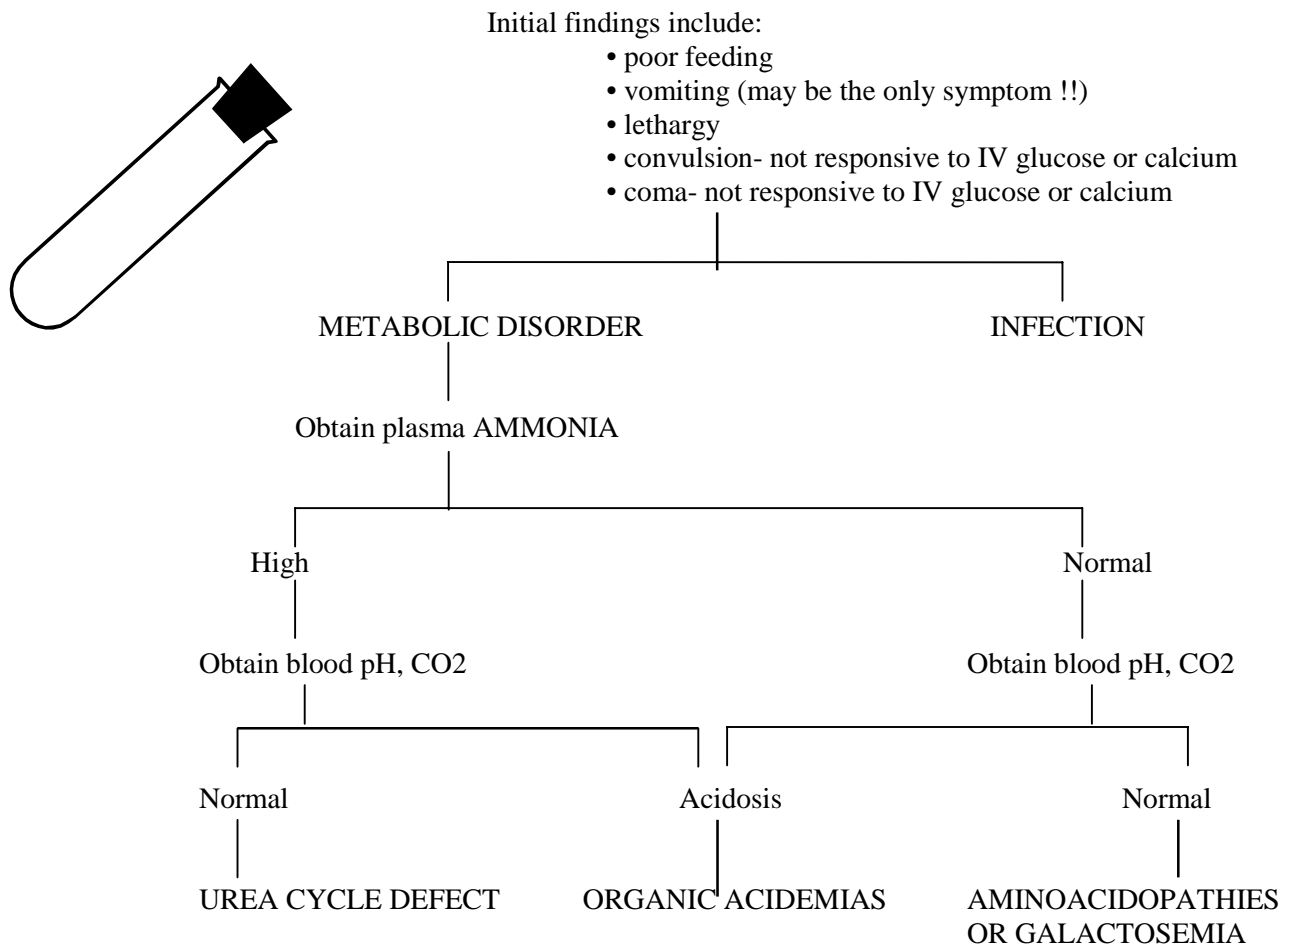 Initial findings include:
• poor feeding
• vomiting (may be the only symptom !!)
• lethargy
• convulsion- not responsive to IV glucose or calcium
• coma- not responsive to IV glucose or calcium
METABOLIC DISORDER
INFECTION
Obtain plasma AMMONIA
High
Normal
Obtain blood pH, CO2
Obtain blood pH, CO2
Normal
Acidosis
Normal
UREA CYCLE DEFECT
ORGANIC ACIDEMIAS
AMINOACIDOPATHIES
OR GALACTOSEMIA